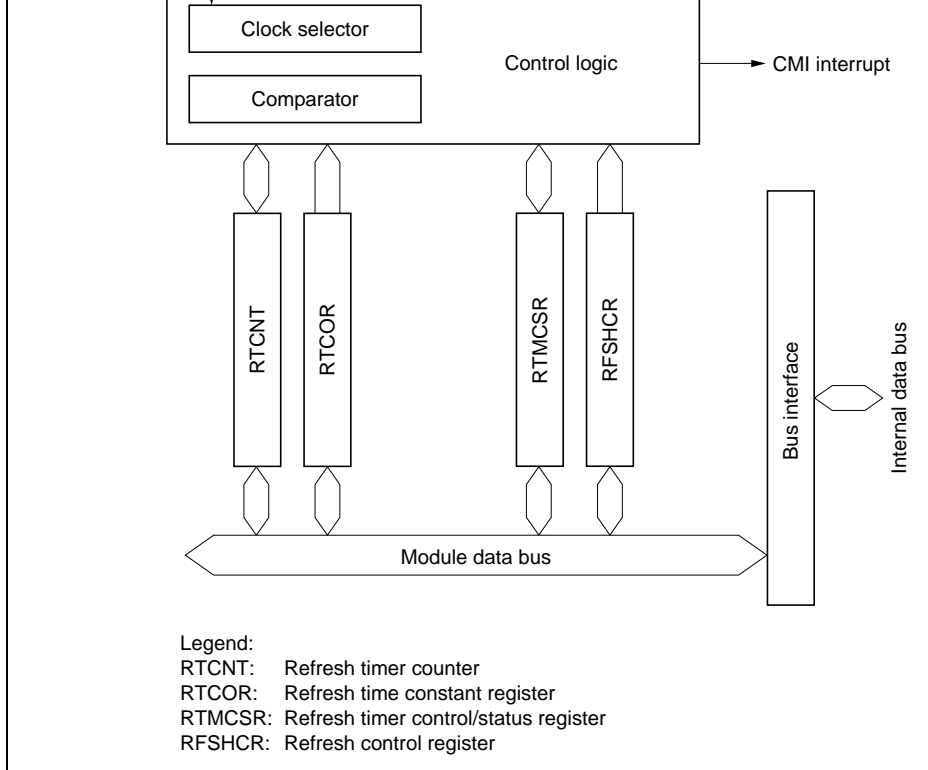 Clock selector
Control logic
CMI interrupt
Comparator
RTCNT
RTCOR
RTMCSR
RFSHCR
Bus interface
Internal data bus
Module data bus
Legend:
RTCNT: Refresh timer counter
RTCOR: Refresh time constant register
RTMCSR: Refresh timer control/status register
RFSHCR: Refresh control register